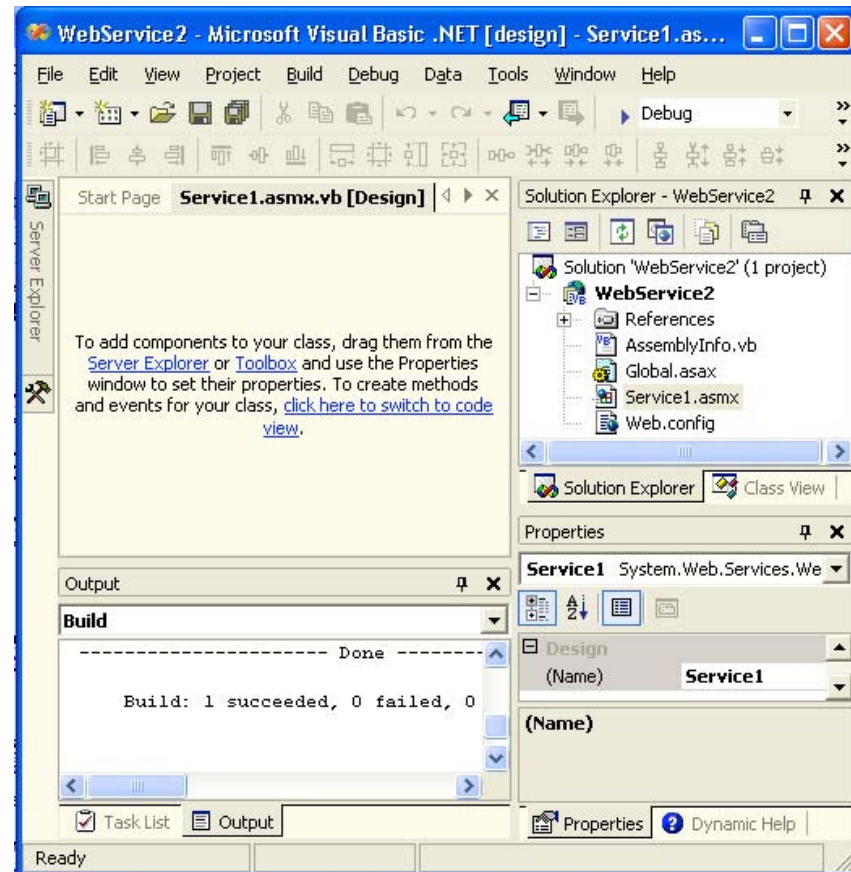 WebService2 - Microsoft Visual Basic .NET [design] - Service1.as...
File Edit View Project Build Debug Data Tools Window Help
Debug
Server Explorer
Start Page Service1.asmx.vb [Design]
To add components to your class, drag them from the
Server Explorer or Toolbox and use the Properties
window to set their properties. To create methods
and events for your class, click here to switch to code
view.
Solution Explorer - WebService2
Solution 'WebService2' (1 project)
WebService2
References
AssemblyInfo.vb
Global.asax
Service1.asmx
Web.config
Solution Explorer Class View
Properties
Service1 System.Web.Services.We
Design
(Name) Service1
(Name)
Properties Dynamic Help
Output
Build
---------------------- Done --------
Build: 1 succeeded, 0 failed, 0
Task List Output
Ready